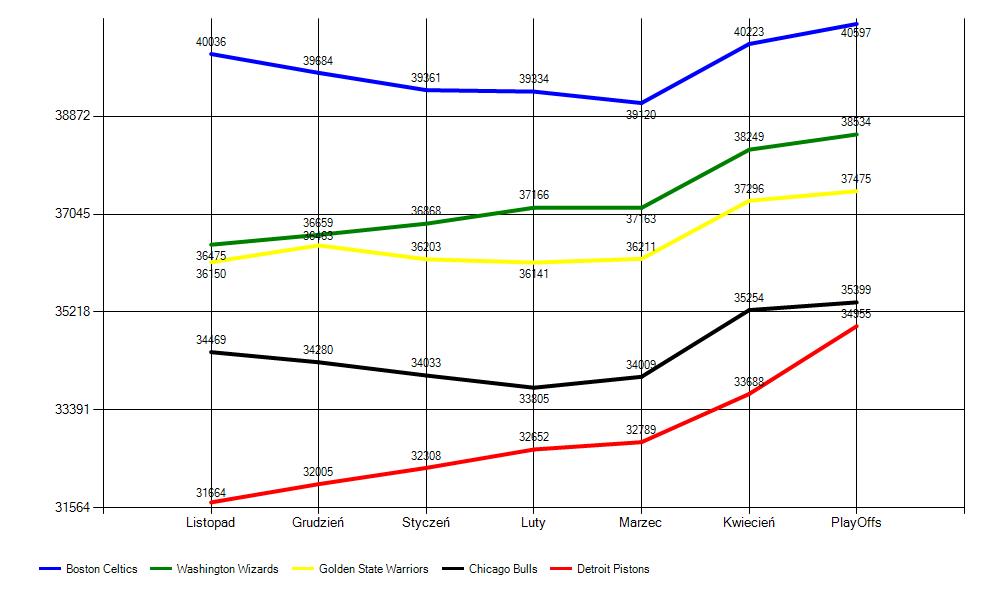 40036 39684 39361 39334 39120 40223 40597
38872
36475 36659 36868 37166 37163 38249 38534
37045
36150 36463 36203 36141 36211 37296 37475
35218
34469 34280 34033 33805 34009 35254 35399
33391
31664 32005 32308 32652 32789 33688 34955
31564
Listopad Grudzień Styczeń Luty Marzec Kwiecień PlayOffs
Boston Celtics Washington Wizards Golden State Warriors Chicago Bulls Detroit Pistons